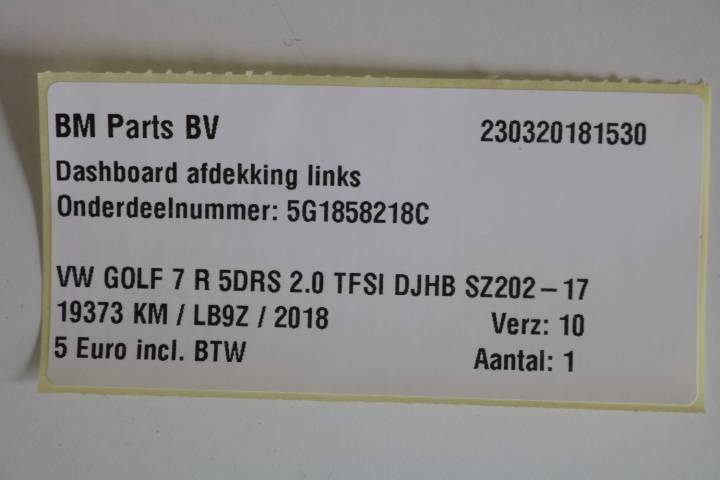 BM Parts BV 230320181530
Dashboard afdekking links
Onderdeelnummer: 5G1858218C
VW GOLF 7 R 5DRS 2.0 TFSI DJHB SZ202-17
19373 KM / LB9Z / 2018 Verz: 10
5 Euro incl. BTW Aantal: 1